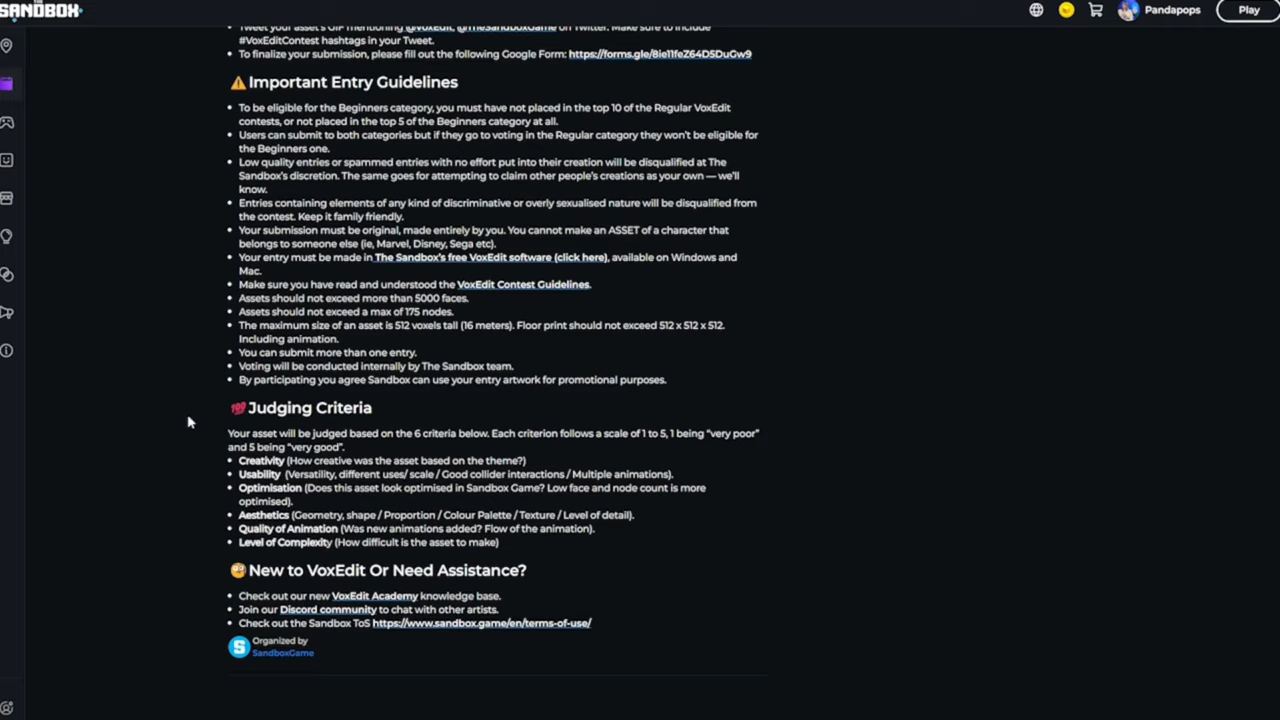 THE
SANDBOX
Pandapops
Play
Tweet your asset's GIF mentioning @VoxEdit, @TheSandboxGame on Twitter. Make sure to include
#VoxEditContest hashtags in your Tweet.
To finalize your submission, please fill out the following Google Form: https://forms.gle/8ie11feZ64D5DuGw9
Important Entry Guidelines
To be eligible for the Beginners category, you must have not placed in the top 10 of the Regular VoxEdit
contests, or not placed in the top 5 of the Beginners category at all.
Users can submit to both categories but if they go to voting in the Regular category they won't be eligible for
the Beginners one.
Low quality entries or spammed entries with no effort put into their creation will be disqualified at The
Sandbox's discretion. The same goes for attempting to claim other people's creations as your own — we'll
know.
Entries containing elements of any kind of discriminative or overly sexualised nature will be disqualified from
the contest. Keep it family friendly.
Your submission must be original, made entirely by you. You cannot make an ASSET of a character that
belongs to someone else (ie, Marvel, Disney, Sega etc).
Your entry must be made in The Sandbox's free VoxEdit software (click here), available on Windows and
Mac.
Make sure you have read and understood the VoxEdit Contest Guidelines.
Assets should not exceed more than 5000 faces.
Assets should not exceed a max of 175 nodes.
The maximum size of an asset is 512 voxels tall (16 meters). Floor print should not exceed 512 x 512 x 512.
Including animation.
You can submit more than one entry.
Voting will be conducted internally by The Sandbox team.
By participating you agree Sandbox can use your entry artwork for promotional purposes.
Judging Criteria
Your asset will be judged based on the 6 criteria below. Each criterion follows a scale of 1 to 5, 1 being "very poor"
and 5 being "very good".
Creativity (How creative was the asset based on the theme?)
Usability (Versatility, different uses/ scale / Good collider interactions / Multiple animations).
Optimisation (Does this asset look optimised in Sandbox Game? Low face and node count is more
optimised).
Aesthetics (Geometry, shape / Proportion / Colour Palette / Texture / Level of detail).
Quality of Animation (Was new animations added? Flow of the animation).
Level of Complexity (How difficult is the asset to make)
New to VoxEdit Or Need Assistance?
Check out our new VoxEdit Academy knowledge base.
Join our Discord community to chat with other artists.
Check out the Sandbox ToS https://www.sandbox.game/en/terms-of-use/
Organized by
SandboxGame